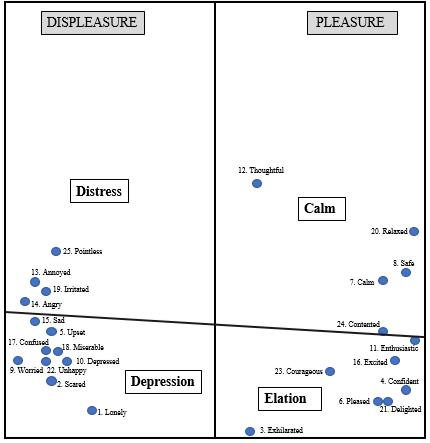 DISPLEASURE
PLEASURE
12. Thoughtful
Distress
Calm
20. Relaxed
25. Pointless
8. Safe
13. Annoyed
7. Calm
19. Irritated
14. Angry
15. Sad
24. Contented
5. Upset
17. Confused
18. Miserable
11. Enthusiastic
16. Excited
10. Depressed
9. Worried
22. Unhappy
23. Courageous
2. Scared
Depression
4. Confident
Elation
6. Pleased
21. Delighted
1. Lonely
3. Exhilarated